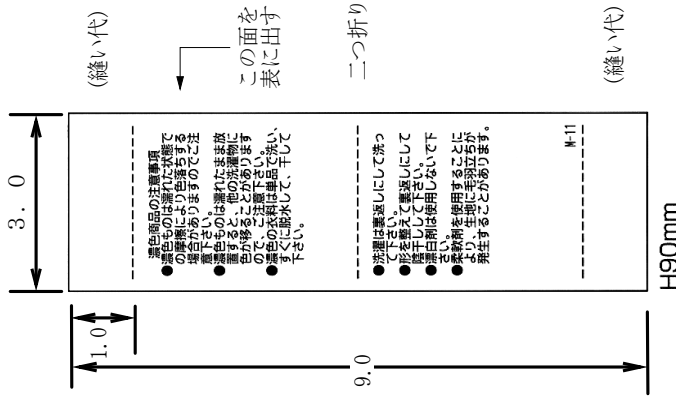 3.0
1.0
9.0
(縫い代)
この面を
表に出す
二つ折り
(縫い代)
濃色商品の注意事項
●濃色ものは濡れた状態で
の摩擦により色落ちする
場合がありますのでご注
意下さい。
●濃色ものは濡れたまま放
置すると、他の洗濯物に
色が移ることがあります
ので、ご注意下さい。
●濃色の衣料は単品で洗い、
すぐに脱水して、干して
下さい。
●洗濯は裏返しにして洗っ
て下さい。
●形を整えて裏返しにして
陰干しして下さい。
●漂白剤は使用しないで下
さい。
●柔軟剤を使用することに
より、生地に毛羽立ちが
発生することがあります。
M-11
H90mm